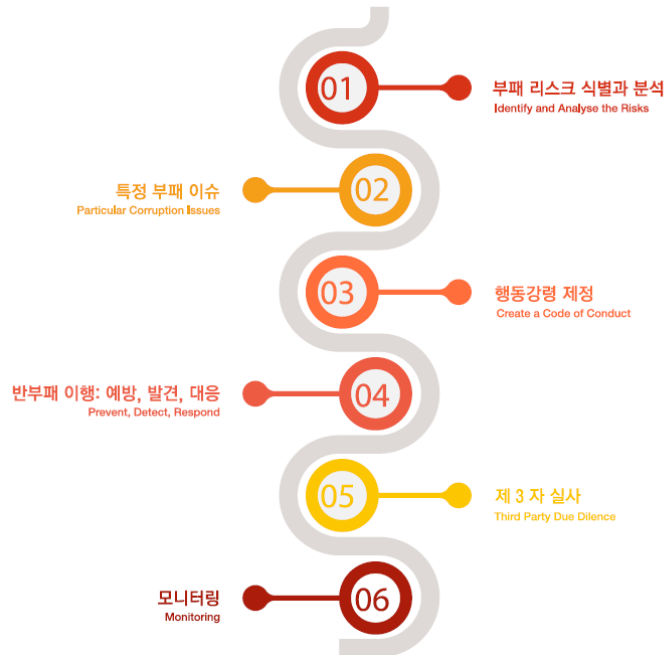 01
부패 리스크 식별과 분석
Identify and Analyse the Risks
02
특정 부패 이슈
Particular Corruption Issues
03
행동강령 제정
Create a Code of Conduct
04
반부패 이행: 예방, 발견, 대응
Prevent, Detect, Respond
05
제 3 자 실사
Third Party Due Dilence
06
모니터링
Monitoring